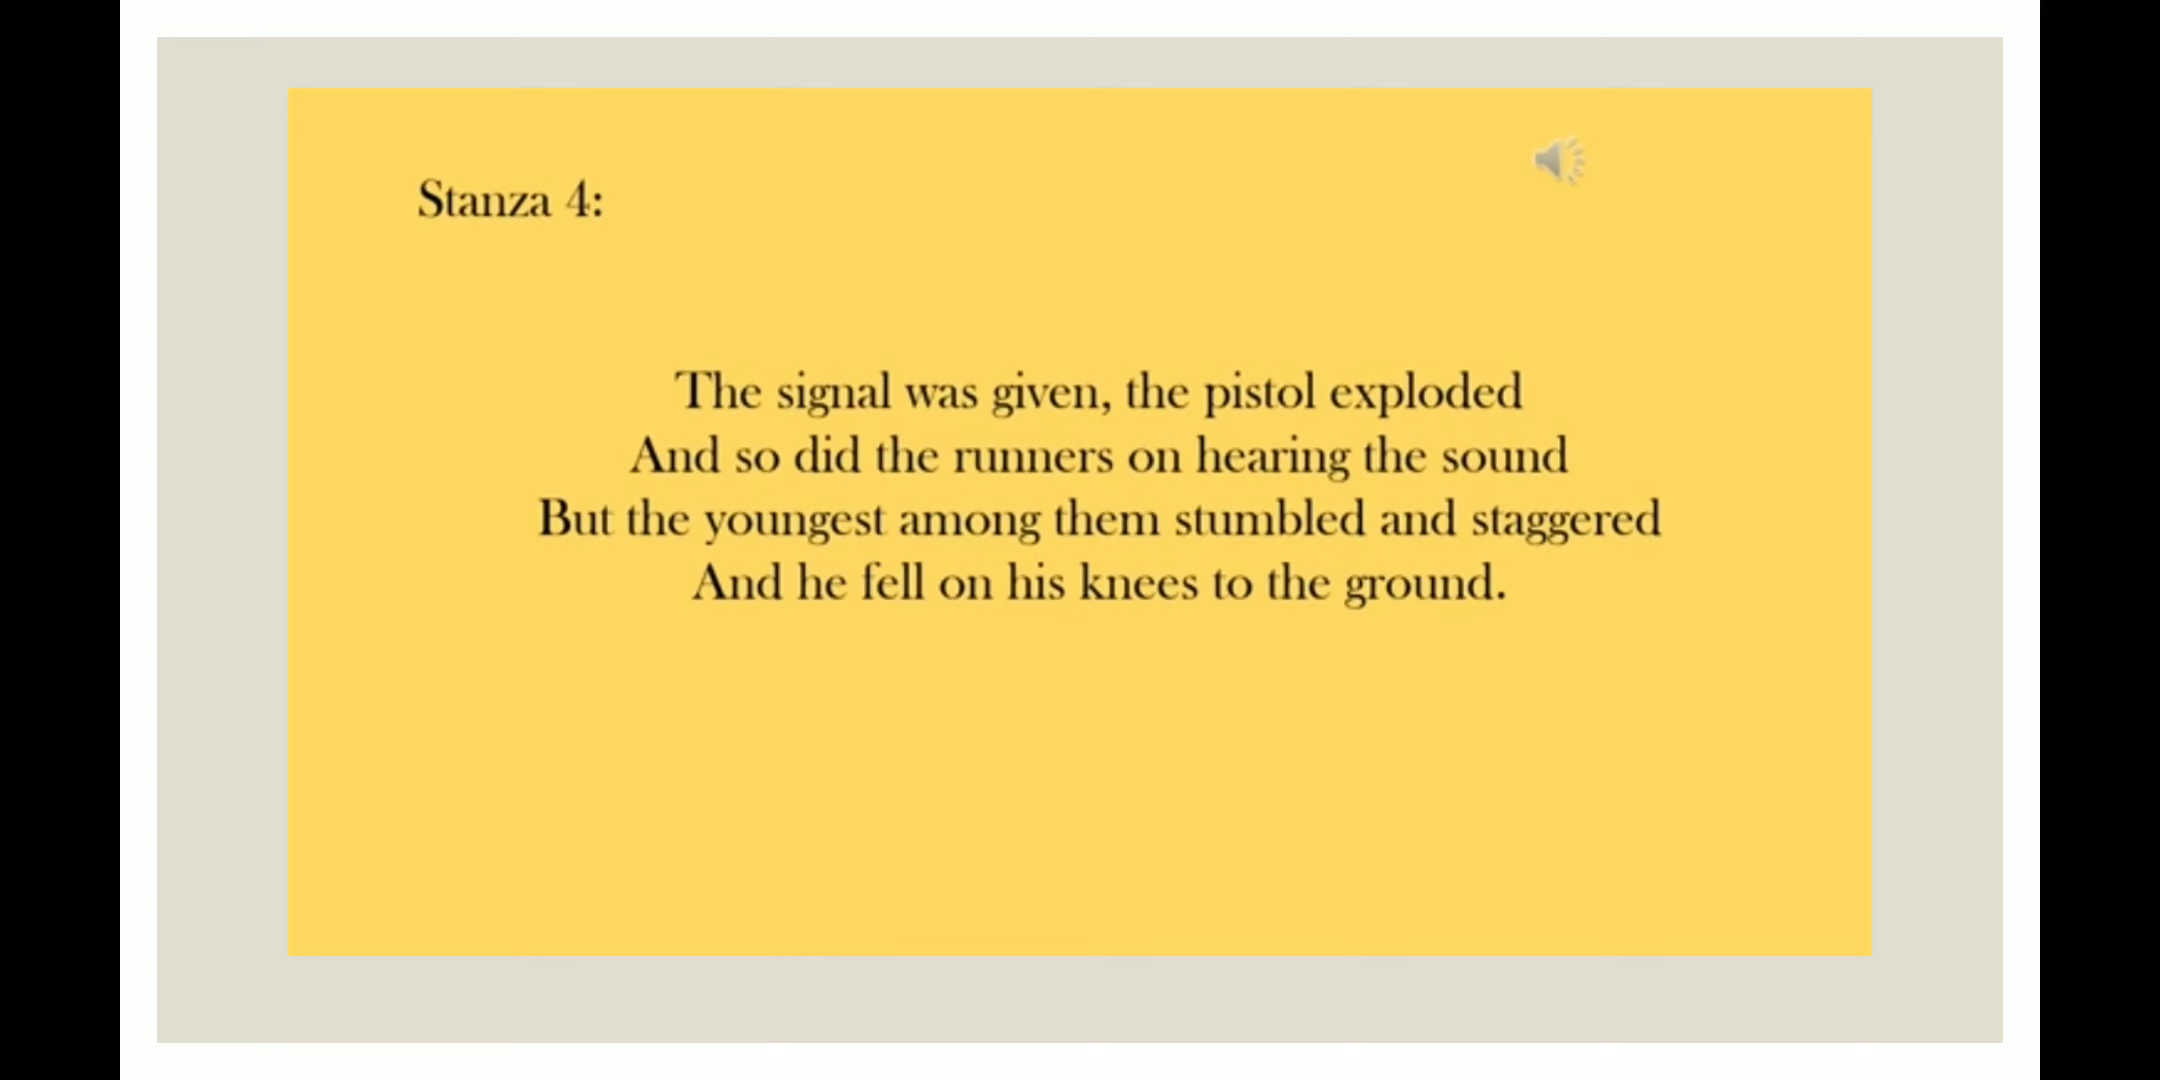 Stanza 4:
The signal was given, the pistol exploded
And so did the runners on hearing the sound
But the youngest among them stumbled and staggered
And he fell on his knees to the ground.